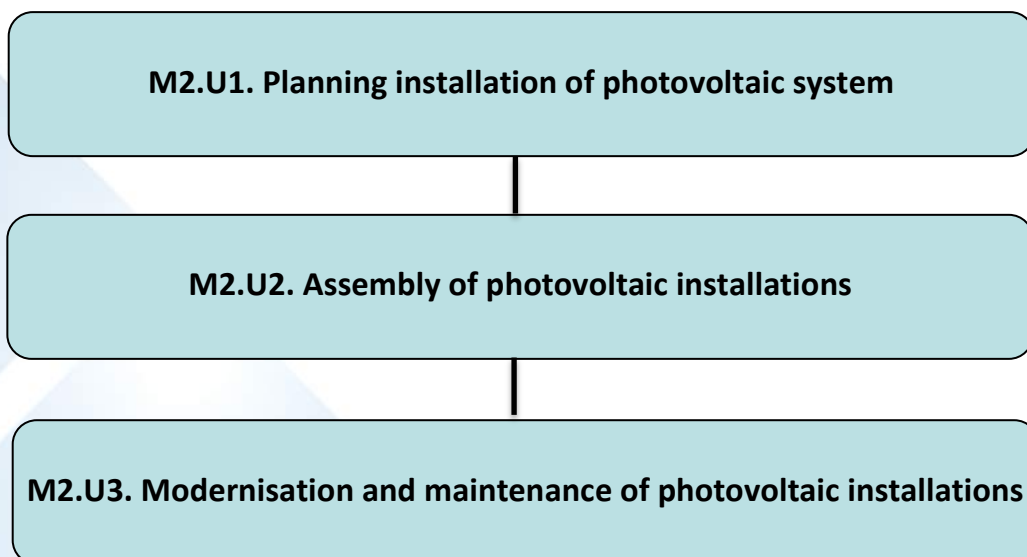 M2.U1. Planning installation of photovoltaic system
M2.U2. Assembly of photovoltaic installations
M2.U3. Modernisation and maintenance of photovoltaic installations